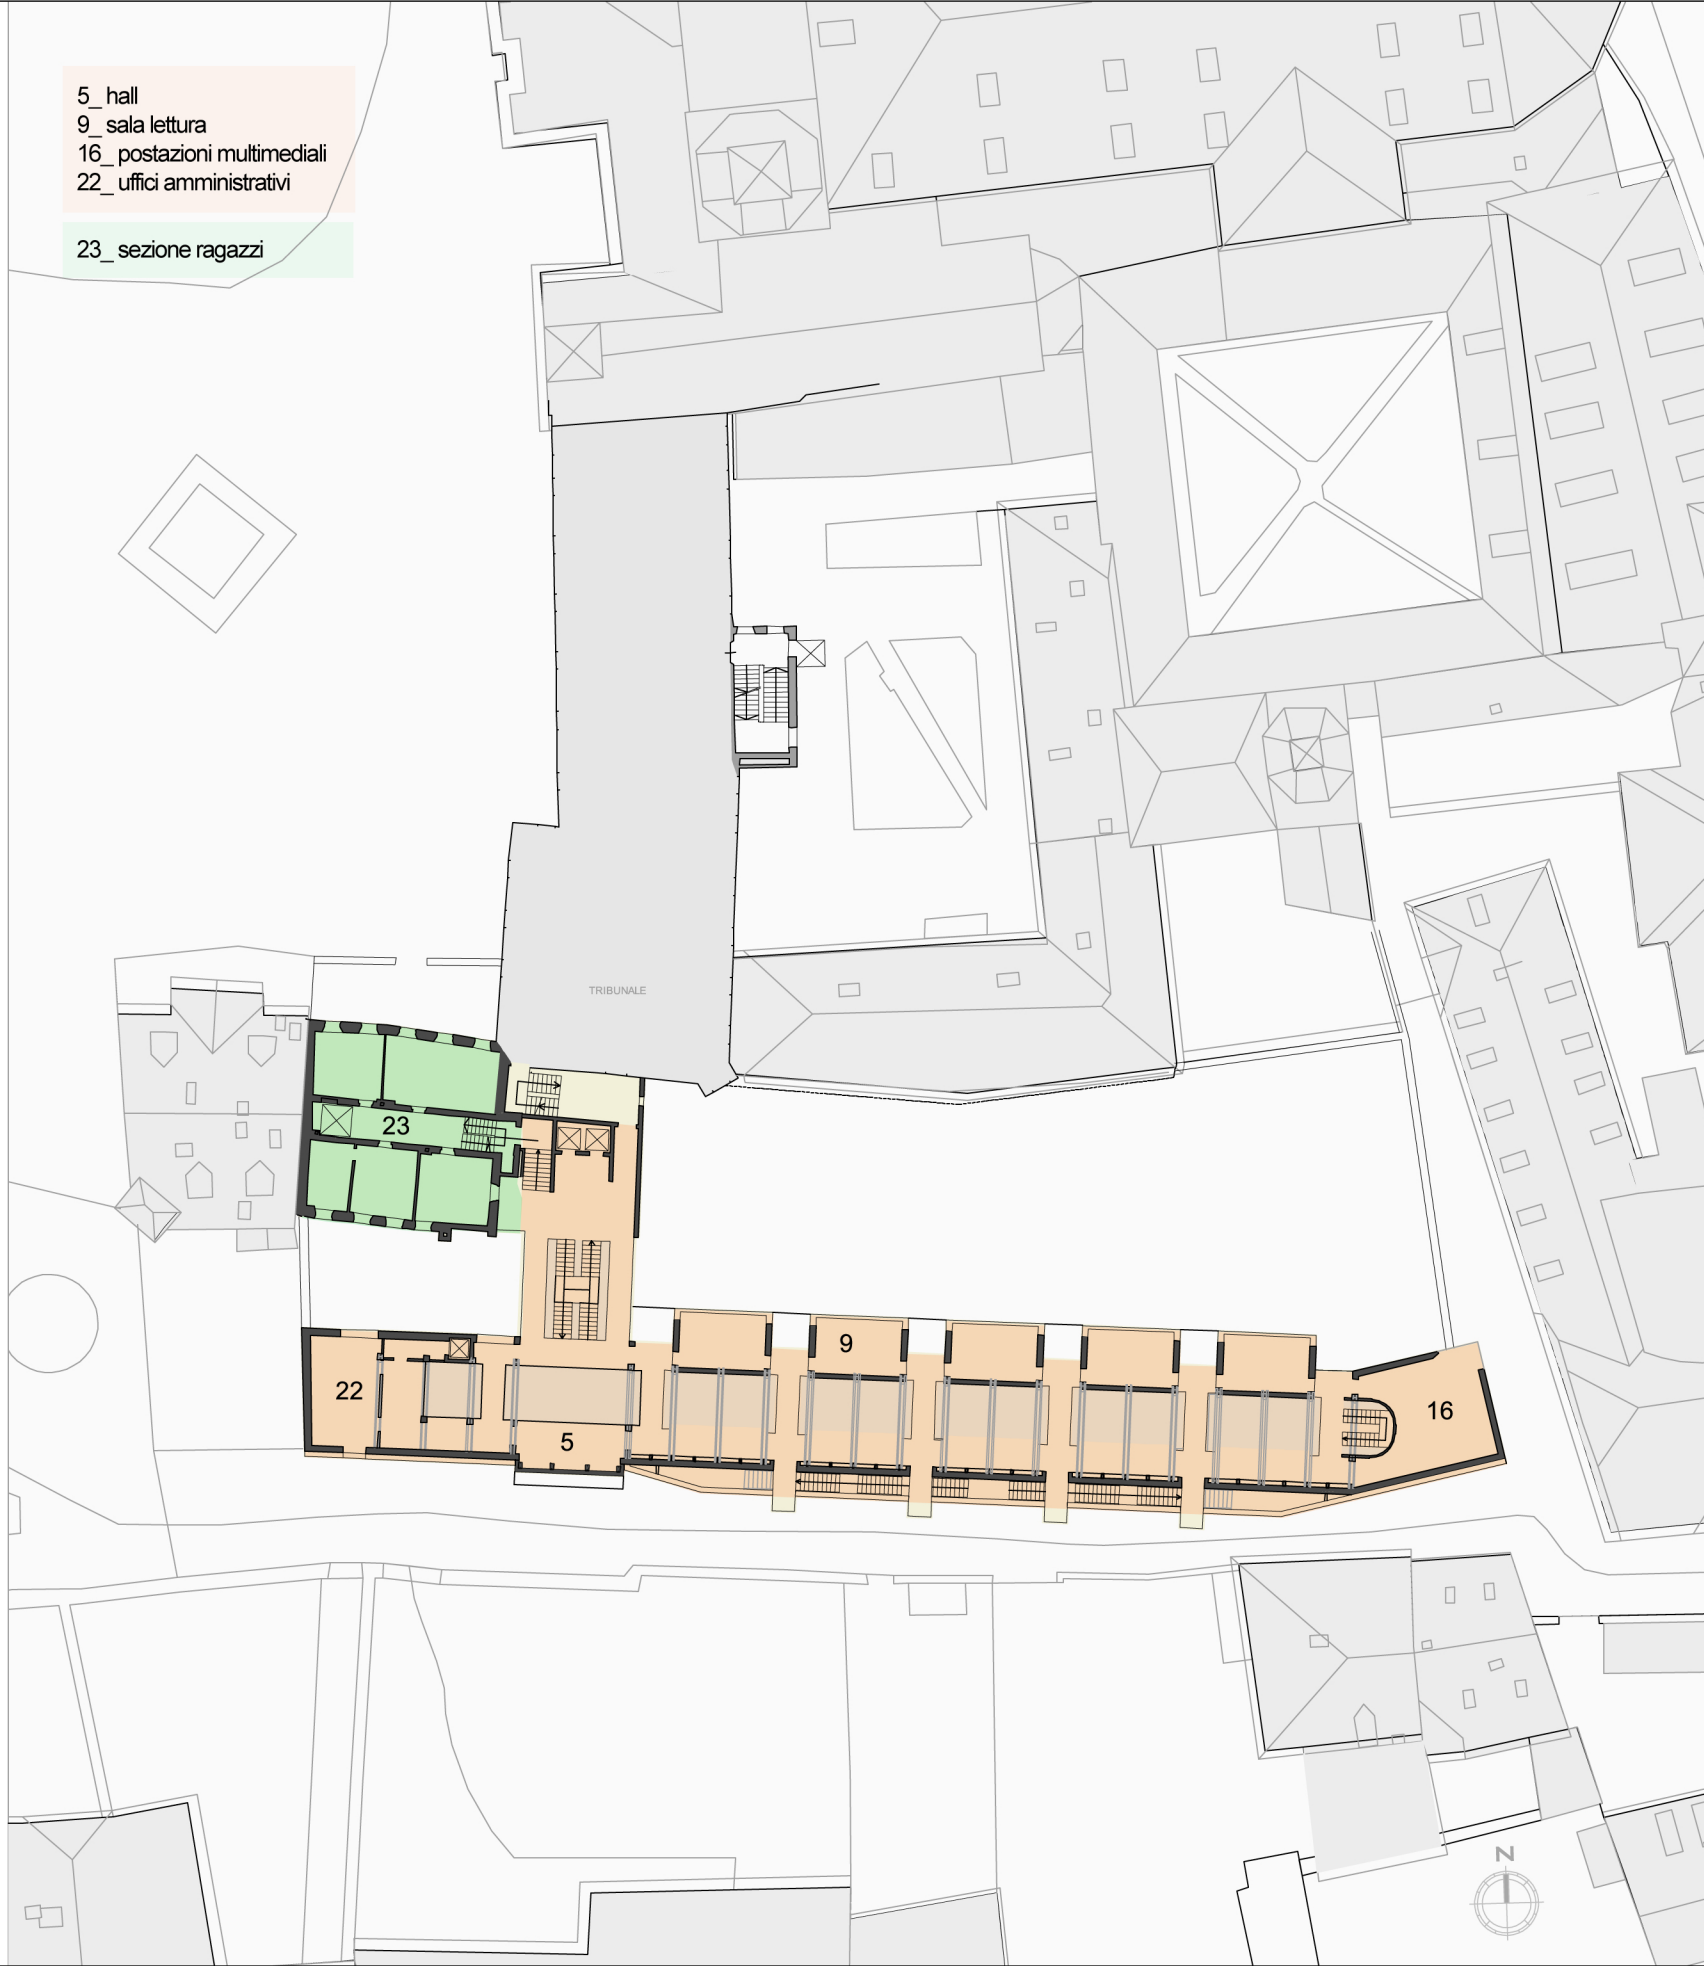 5_ hall
9_ sala lettura
16_ postazioni multimediali
22_ uffici amministrativi
23_ sezione ragazzi
TRIBUNALE
23
9
22
16
5
N